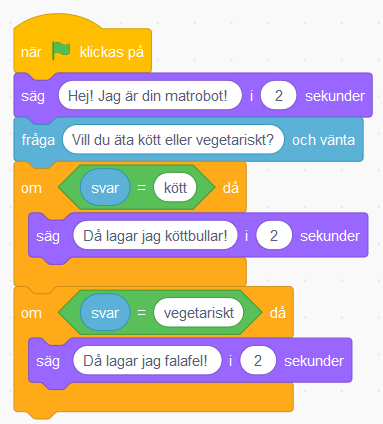 när klickas på
säg Hej! Jag är din matrobot! i 2 sekunder
fråga Vill du äta kött eller vegetariskt? och vänta
om svar = kött då
säg Då lagar jag köttbullar! i 2 sekunder
om svar = vegetariskt då
säg Då lagar jag falafel! i 2 sekunder